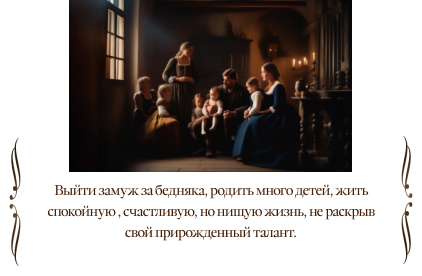 Выйти замуж за бедняка, родить много детей, жить
спокойную , счастливую, но нищую жизнь, не раскрыв
свой прирожденный талант.